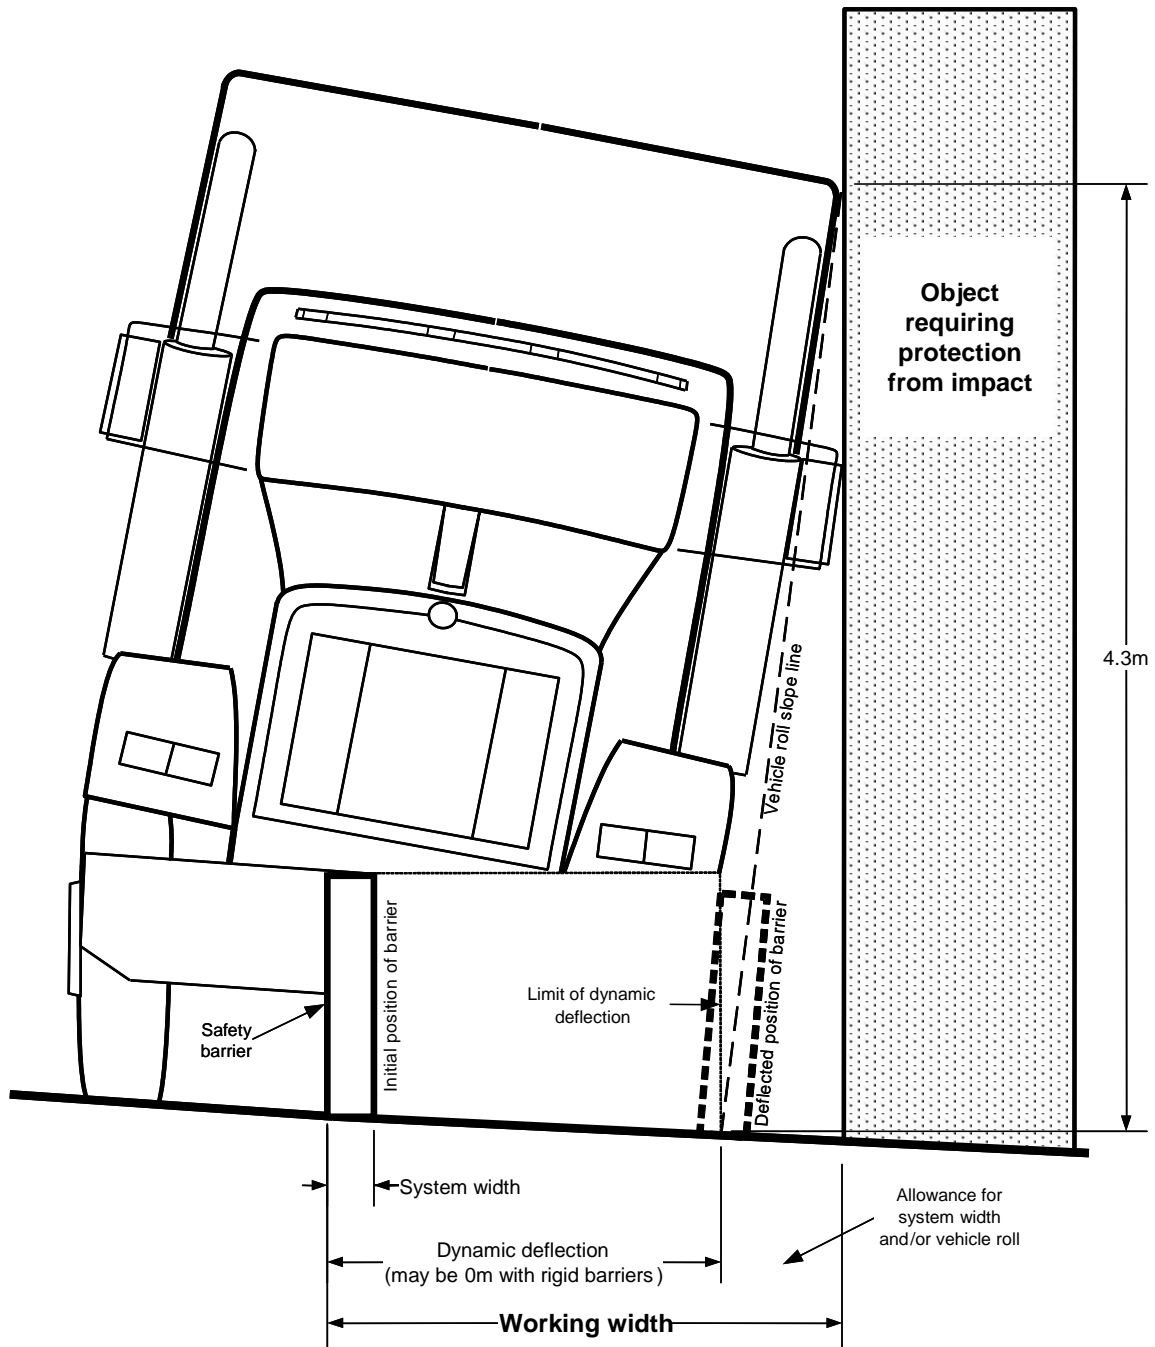 Object
requiring
protection
from impact
4.3m
Vehicle roll slope line
Initial position of barrier
Deflected position of barrier
Limit of dynamic
deflection
Safety
barrier
System width
Allowance for
system width
and/or vehicle roll
Dynamic deflection
(may be 0m with rigid barriers)
Working width